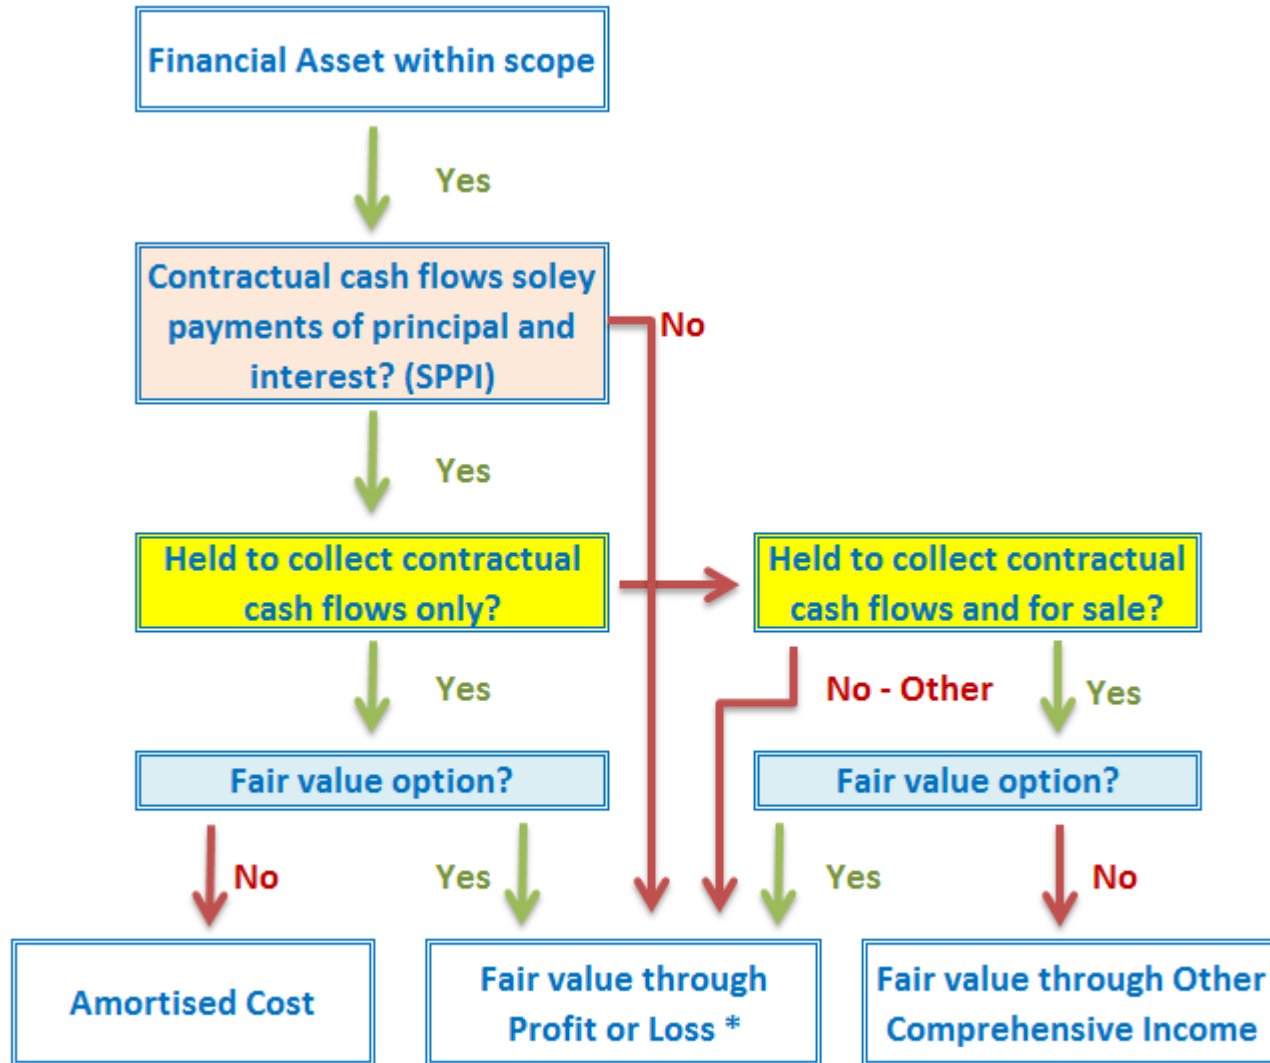 Financial Asset within scope
Yes
Contractual cash flows soley
payments of principal and
interest? (SPPI)
No
Yes
Held to collect contractual
cash flows only?
Held to collect contractual
cash flows and for sale?
Yes
No - Other
Yes
Fair value option?
Fair value option?
No
Yes
Yes
No
Amortised Cost
Fair value through
Profit or Loss *
Fair value through Other
Comprehensive Income